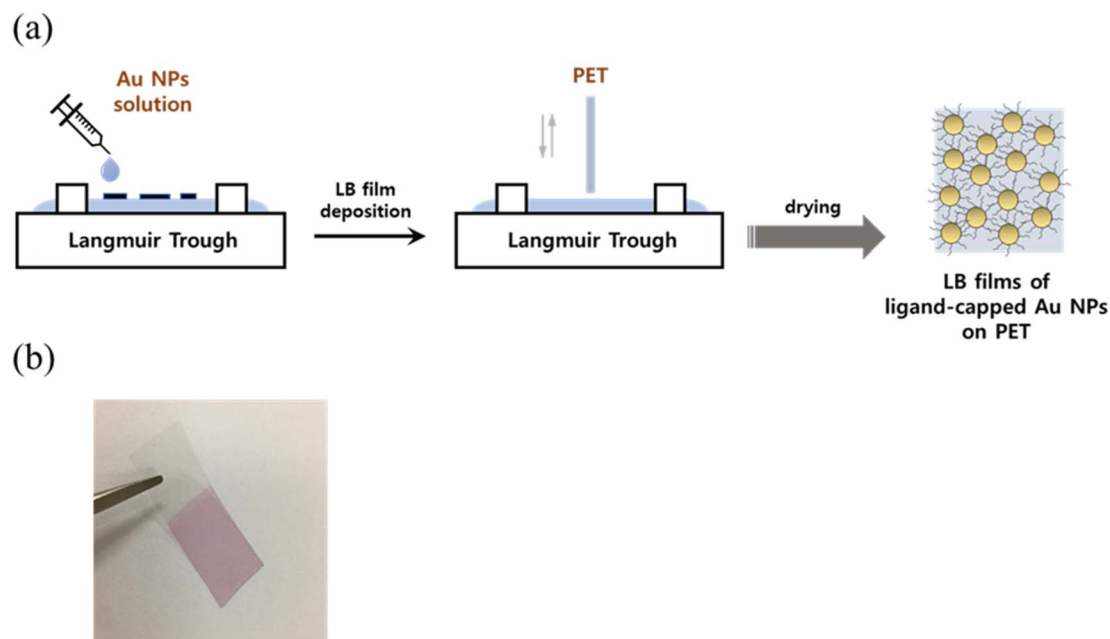 (a)
Au NPs
solution
PET
LB film
deposition
drying
Langmuir Trough
Langmuir Trough
LB films of
ligand-capped Au NPs
on PET
(b)